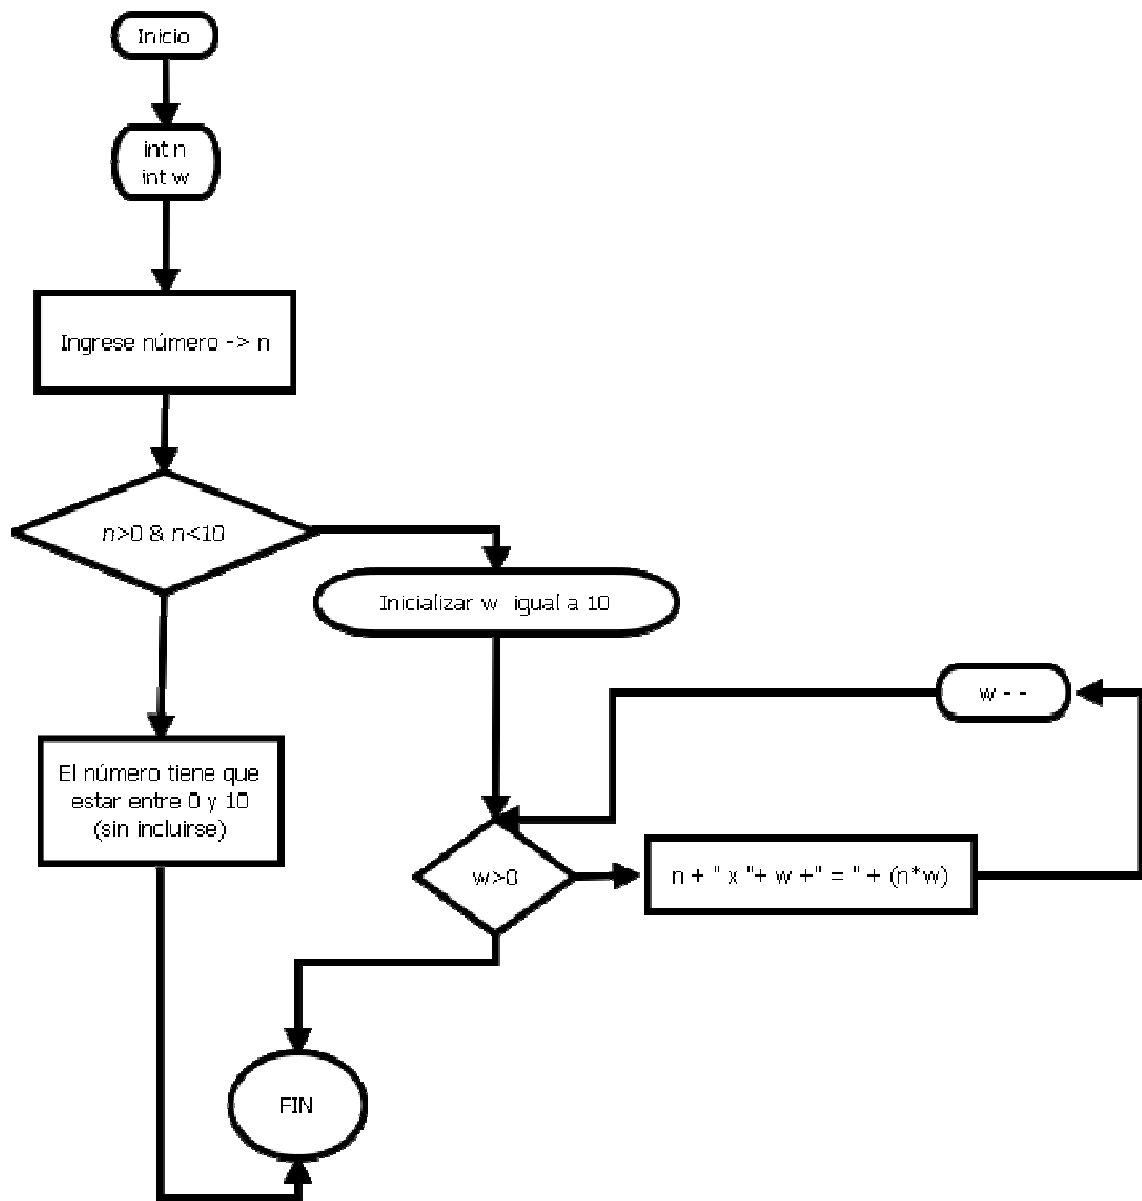 Inicio
int n
int w
Ingrese número -> n
n>0 & n<10
Inicializar w igual a 10
w - -
El número tiene que
estar entre 0 y 10
(sin incluirse)
w>0
n + " x "+ w +" = " + (n*w)
FIN